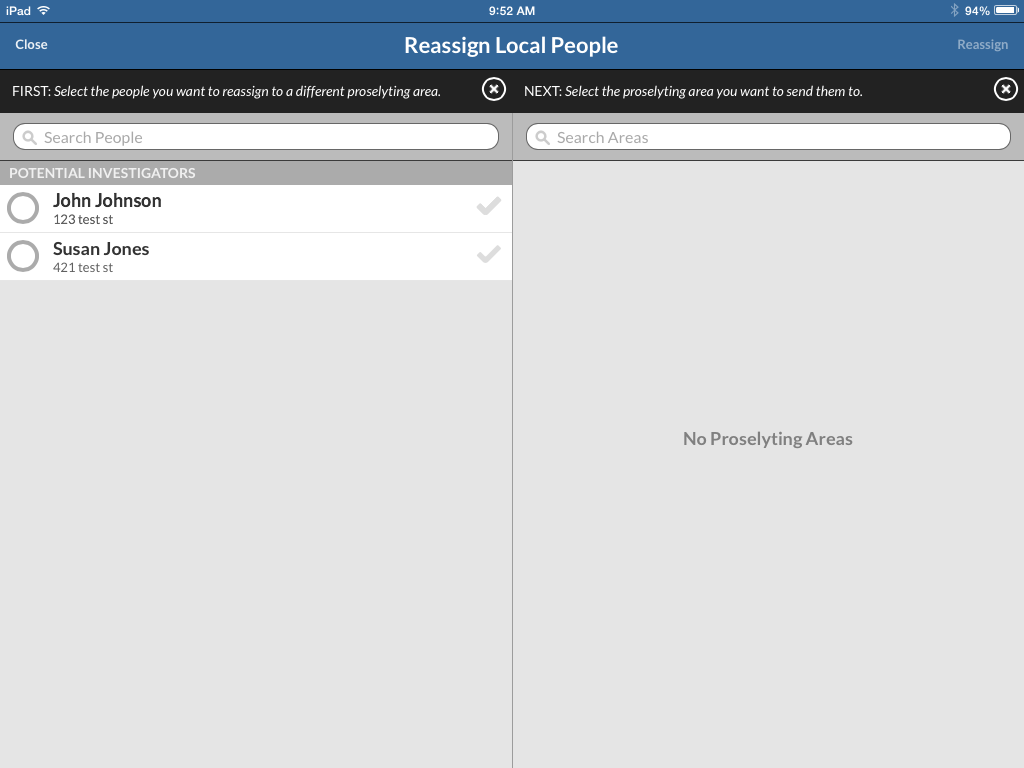 iPad
9:52 AM
94%
Close
Reassign Local People
Reassign
FIRST: Select the people you want to reassign to a different proselyting area.
NEXT: Select the proselyting area you want to send them to.
Search People
Search Areas
POTENTIAL INVESTIGATORS
John Johnson
123 test st
Susan Jones
421 test st
No Proselyting Areas